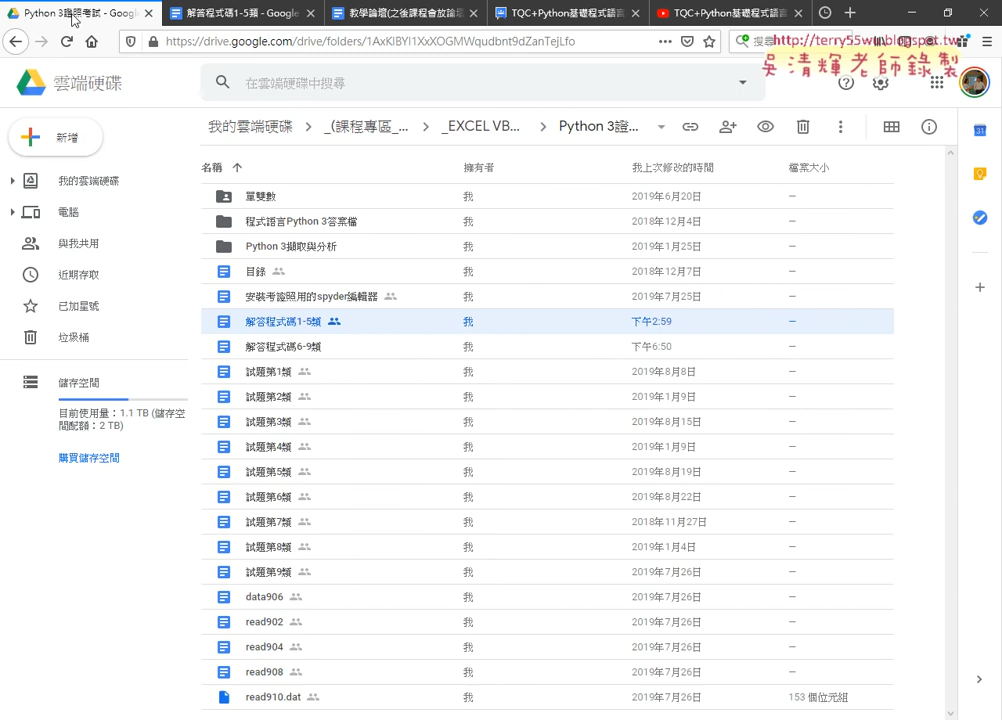 Python 3證照考試 - Googl
解答程式碼1-5類 - Google
教學論壇(之後課程會放論壇
TQC+Python基礎程式語言
TQC+Python基礎程式語言
https://drive.google.com/drive/folders/1AxKlBYl1XxXOGMWqudbnt9dZanTejLfo
搜尋
http://terry55wu.blogspot.tw
吳清輝老師錄製
雲端硬碟
在雲端硬碟中搜尋
新增
我的雲端硬碟
_(課程專區_...
_EXCEL VB...
Python 3證...
名稱
擁有者
我上次修改的時間
檔案大小
我的雲端硬碟
電腦
與我共用
近期存取
已加星號
垃圾桶
儲存空間
目前使用量：1.1 TB (儲存空
間配額：2 TB)
購買儲存空間
單雙數 我 2019年6月20日 –
程式語言Python 3答案檔 我 2018年12月4日 –
Python 3擷取與分析 我 2019年1月25日 –
目錄 我 2018年12月7日 –
安裝考證照用的spyder編輯器 我 2019年7月25日 –
解答程式碼1-5類 我 下午2:59 –
解答程式碼6-9類 我 下午6:50 –
試題第1類 我 2019年8月8日 –
試題第2類 我 2019年1月9日 –
試題第3類 我 2019年8月15日 –
試題第4類 我 2019年1月9日 –
試題第5類 我 2019年8月19日 –
試題第6類 我 2019年8月22日 –
試題第7類 我 2018年11月27日 –
試題第8類 我 2019年1月4日 –
試題第9類 我 2019年7月26日 –
data906 我 2019年7月26日 –
read902 我 2019年7月26日 –
read904 我 2019年7月26日 –
read908 我 2019年7月26日 –
read910.dat 我 2019年7月26日 153 個位元組
31